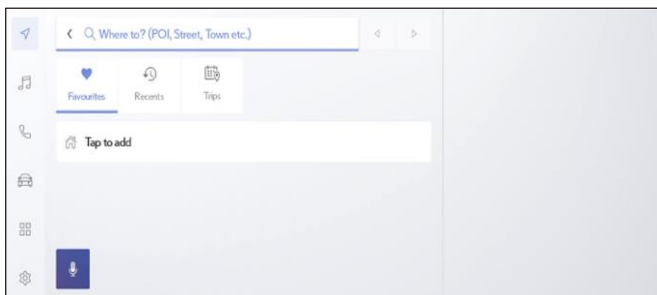 Where to? (POI, Street, Town etc.)
Favourites
Recents
Trips
Tap to add